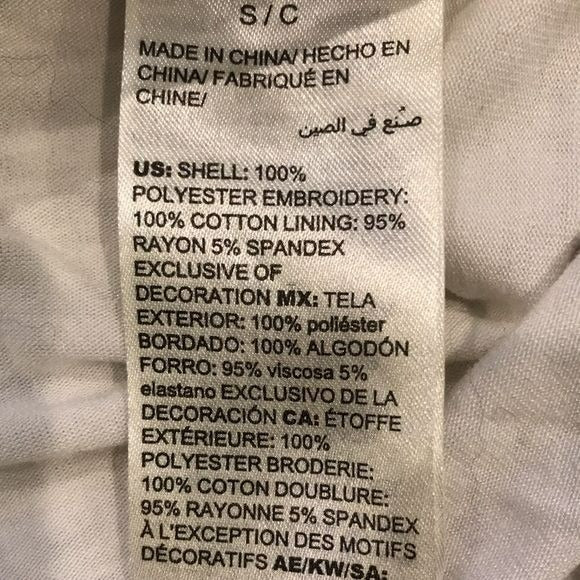 S / C
MADE IN CHINA/ HECHO EN
CHINA/ FABRIQUÉ EN
CHINE/
صُنع في الصين
US: SHELL: 100%
POLYESTER EMBROIDERY:
100% COTTON LINING: 95%
RAYON 5% SPANDEX
EXCLUSIVE OF
DECORATION MX: TELA
EXTERIOR: 100% poliéster
BORDADO: 100% ALGODÓN
FORRO: 95% viscosa 5%
elastano EXCLUSIVO DE LA
DECORACIÓN CA: ÉTOFFE
EXTÉRIEURE: 100%
POLYESTER BRODERIE:
100% COTON DOUBLURE:
95% RAYONNE 5% SPANDEX
À L'EXCEPTION DES MOTIFS
DÉCORATIFS AE/KW/SA: